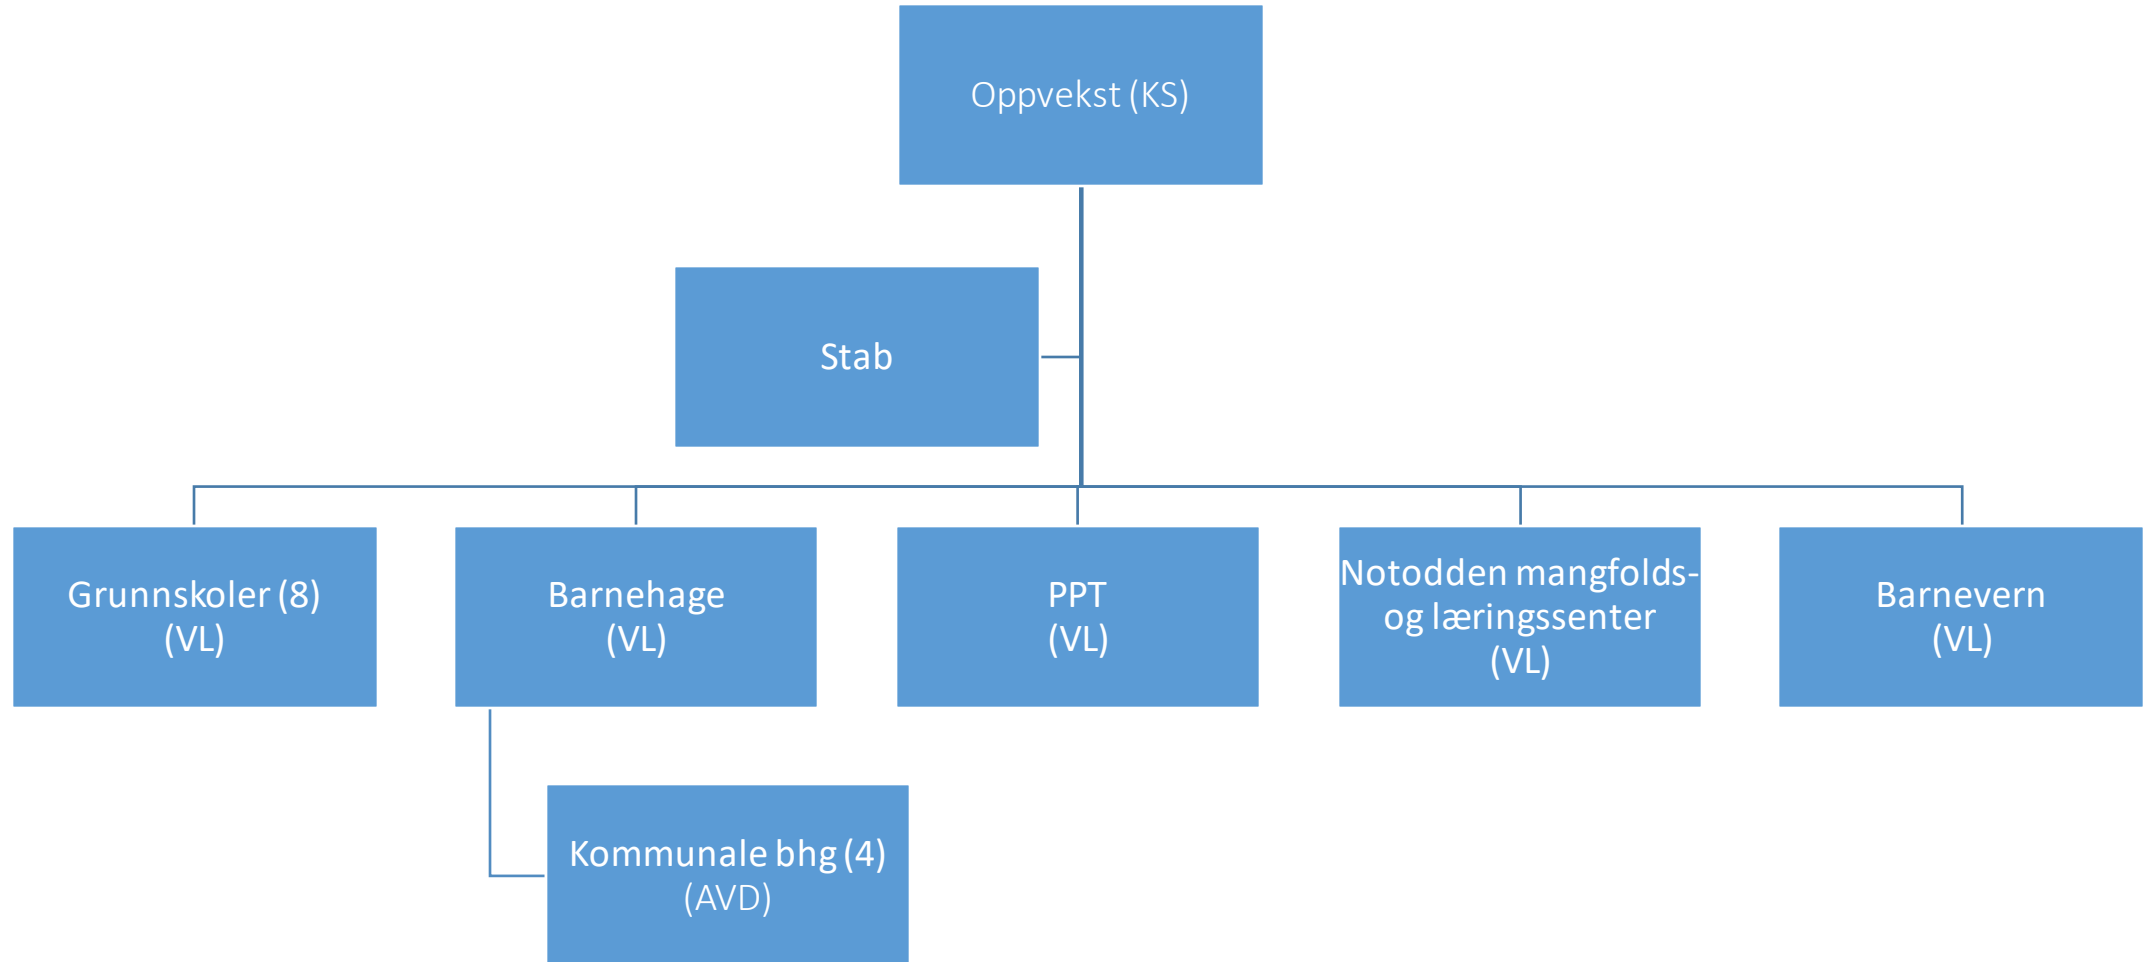 Oppvekst (KS)
Stab
Grunnskoler (8)
(VL)
Barnehage
(VL)
PPT
(VL)
Notodden mangfolds-
og læringssenter
(VL)
Barnevern
(VL)
Kommunale bhg (4)
(AVD)